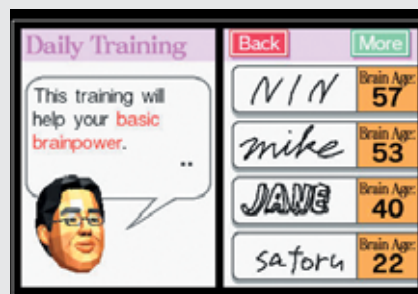 Daily Training
This training will
help your basic
brainpower.
..
Back
More
NIN
Brain Age:
57
mike
Brain Age:
53
JANE
Brain Age:
40
satoru
Brain Age:
22